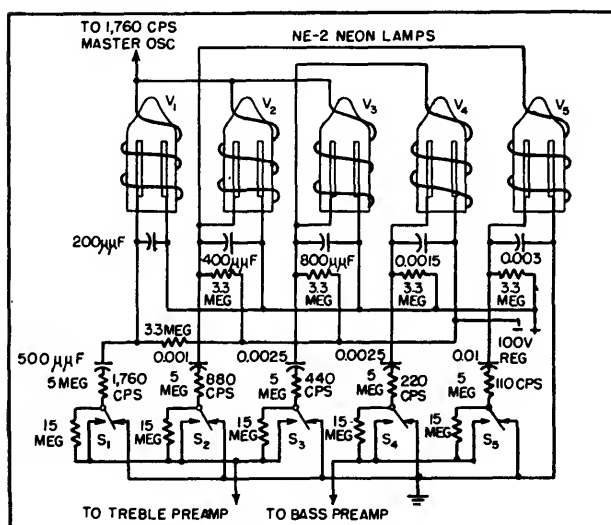 TO 1,760 CPS
MASTER OSC
NE-2 NEON LAMPS
V1
V2
V3
V4
V5
200μμF
400μμF
800μμF
0.0015
0.003
3.3 MEG
3.3
MEG
3.3
MEG
3.3
MEG
3.3
MEG
100V
REG
500μμF
0.001
0.0025
0.0025
0.01
5 MEG
1,760
CPS
5
MEG
880
CPS
5
MEG
440
CPS
5
MEG
220
CPS
5
MEG
110 CPS
15
MEG
S1
15
MEG
S2
15
MEG
S3
15
MEG
S4
15
MEG
S5
TO TREBLE PREAMP
TO BASS PREAMP